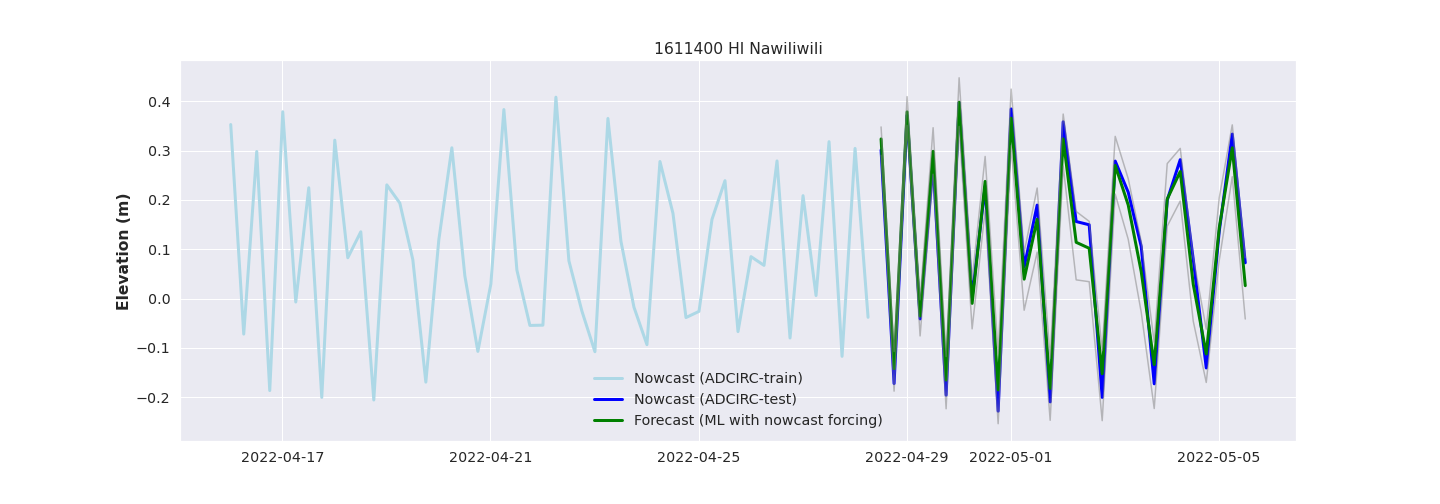 1611400 HI Nawiliwili
Elevation (m)
0.4
0.3
0.2
0.1
0.0
−0.1
−0.2
Nowcast (ADCIRC-train)
Nowcast (ADCIRC-test)
Forecast (ML with nowcast forcing)
2022-04-17 2022-04-21 2022-04-25 2022-04-29 2022-05-01 2022-05-05